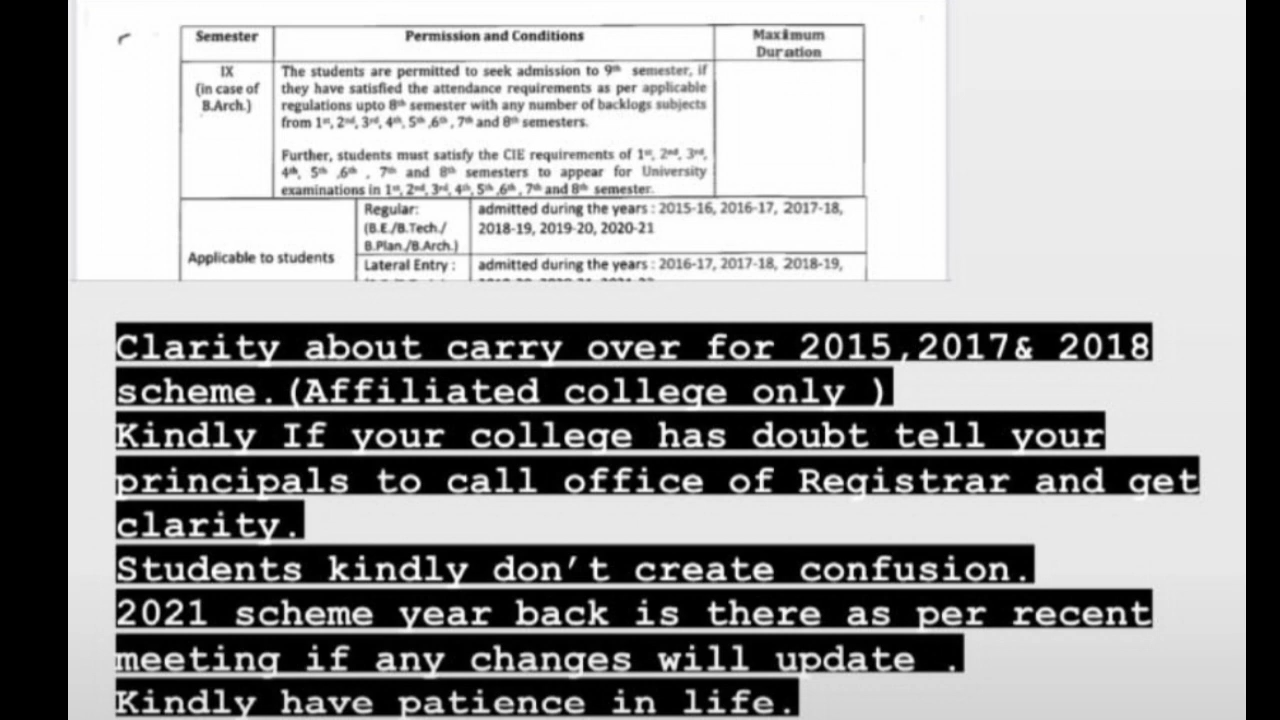 Semester Permission and Conditions Maximum
Duration
IX
(in case of
B.Arch.)
The students are permitted to seek admission to 9th semester, if
they have satisfied the attendance requirements as per applicable
regulations upto 8th semester with any number of backlogs subjects
from 1st, 2nd, 3rd, 4th, 5th ,6th , 7th and 8th semesters.
Further, students must satisfy the CIE requirements of 1st, 2nd, 3rd,
4th, 5th ,6th , 7th and 8th semesters to appear for University
examinations in 1st, 2nd, 3rd, 4th, 5th ,6th , 7th and 8th semester.
Applicable to students
Regular:
(B.E./B.Tech./
B.Plan./B.Arch.)
admitted during the years : 2015-16, 2016-17, 2017-18,
2018-19, 2019-20, 2020-21
Lateral Entry :
admitted during the years : 2016-17, 2017-18, 2018-19,
Clarity about carry over for 2015,2017& 2018
scheme.(Affiliated college only )
Kindly If your college has doubt tell your
principals to call office of Registrar and get
clarity.
Students kindly don’t create confusion.
2021 scheme year back is there as per recent
meeting if any changes will update .
Kindly have patience in life.